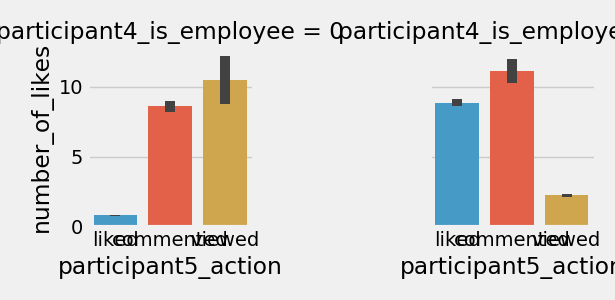 participant4_is_employee = 0
participant4_is_employe
number_of_likes
10
5
0
liked
commented
viewed
liked
commented
viewed
participant5_action
participant5_action